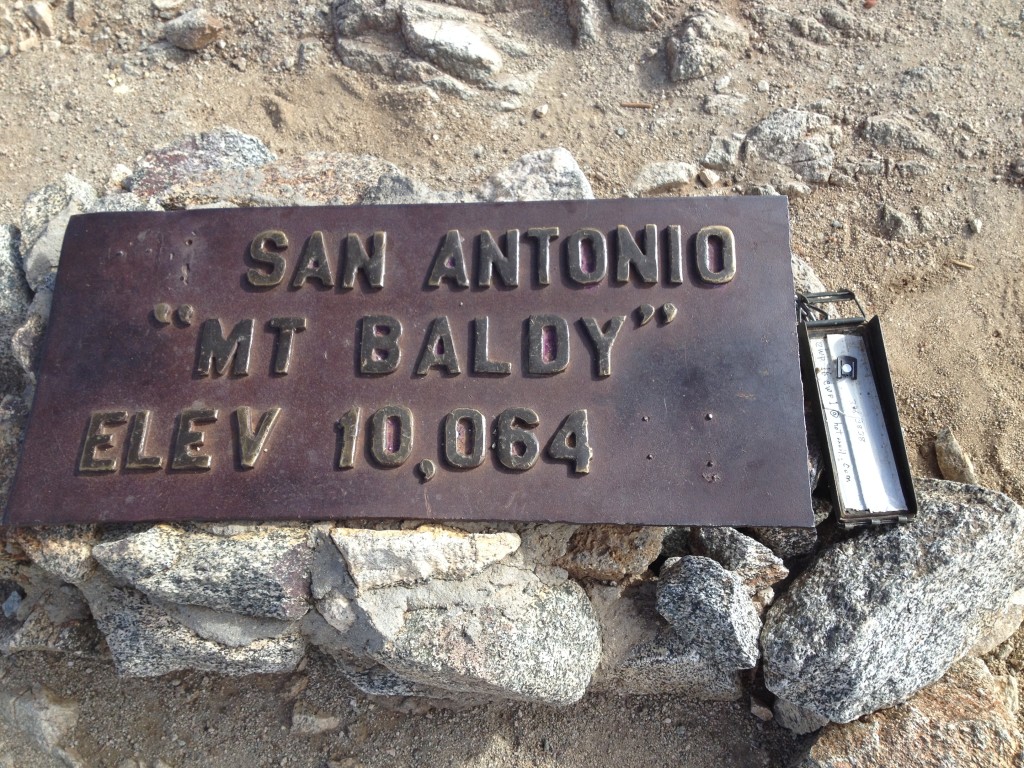 SAN ANTONIO
“MT BALDY”
ELEV 10,064